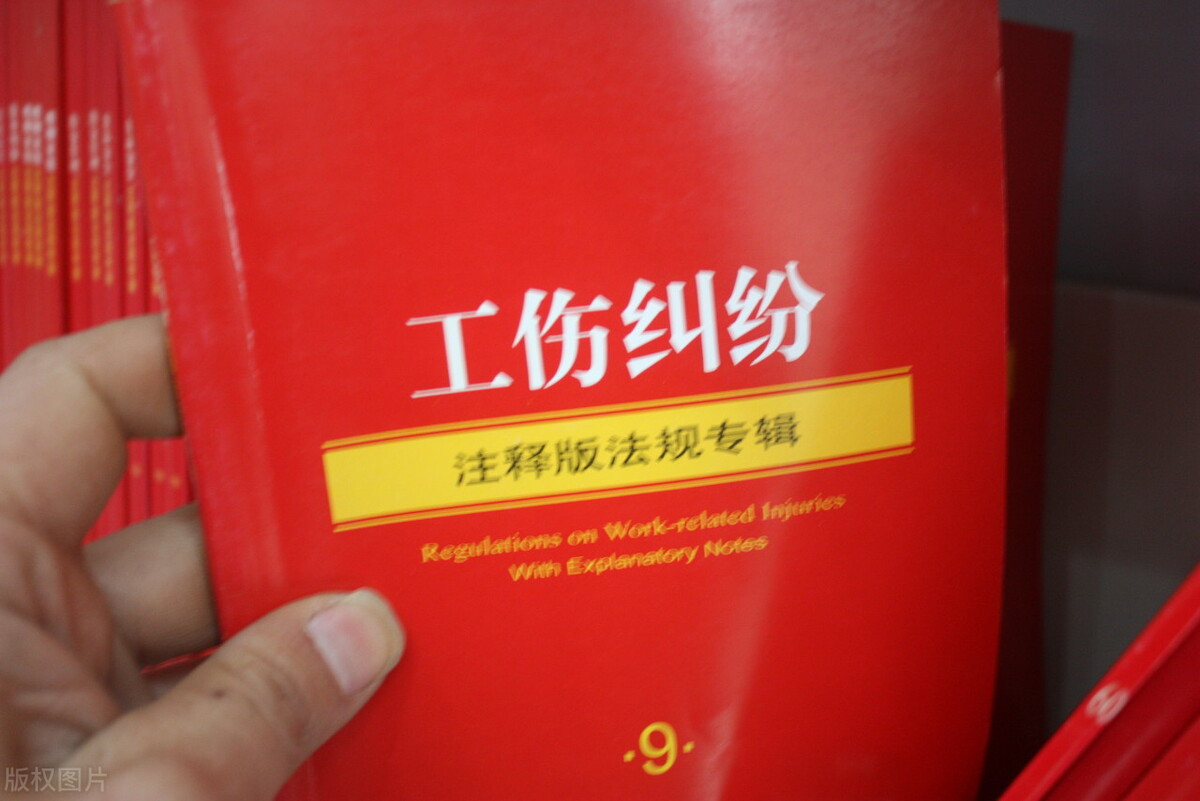 工伤纠纷
注释版法规专辑
Regulations on Work-related Injuries
With Explanatory Notes
·9·
8
版权图片